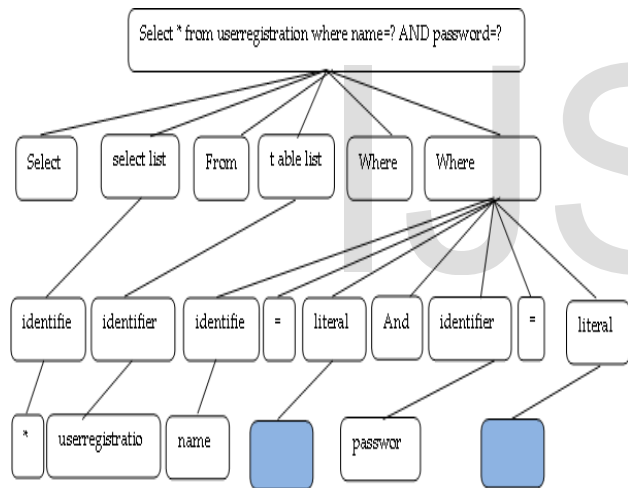 Select * from userregistration where name=? AND password=?
Select select list From t able list Where Where
identifie identifier identifie = literal And identifier = literal
* userregistratio name passwor
IJS